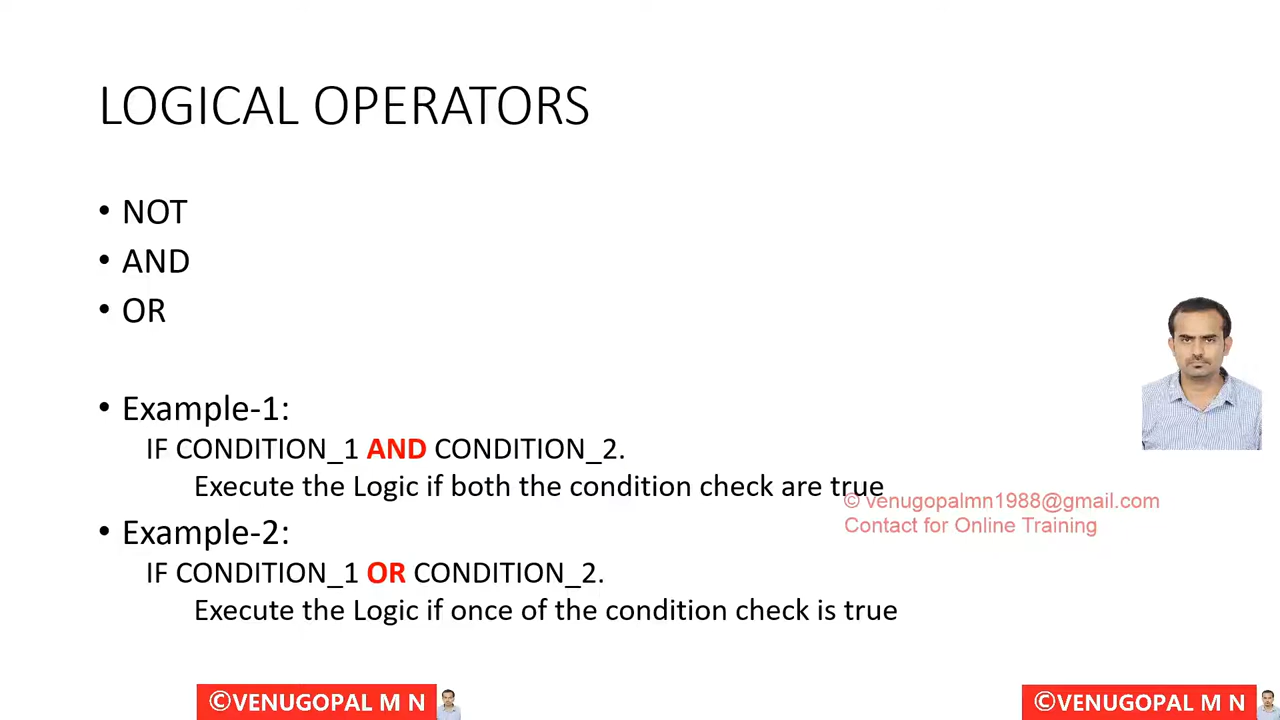 LOGICAL OPERATORS
• NOT
• AND
• OR
• Example-1:
IF CONDITION_1 AND CONDITION_2.
Execute the Logic if both the condition check are true
© venugopalmn1988@gmail.com
Contact for Online Training
• Example-2:
IF CONDITION_1 OR CONDITION_2.
Execute the Logic if once of the condition check is true
©VENUGOPAL M N
©VENUGOPAL M N